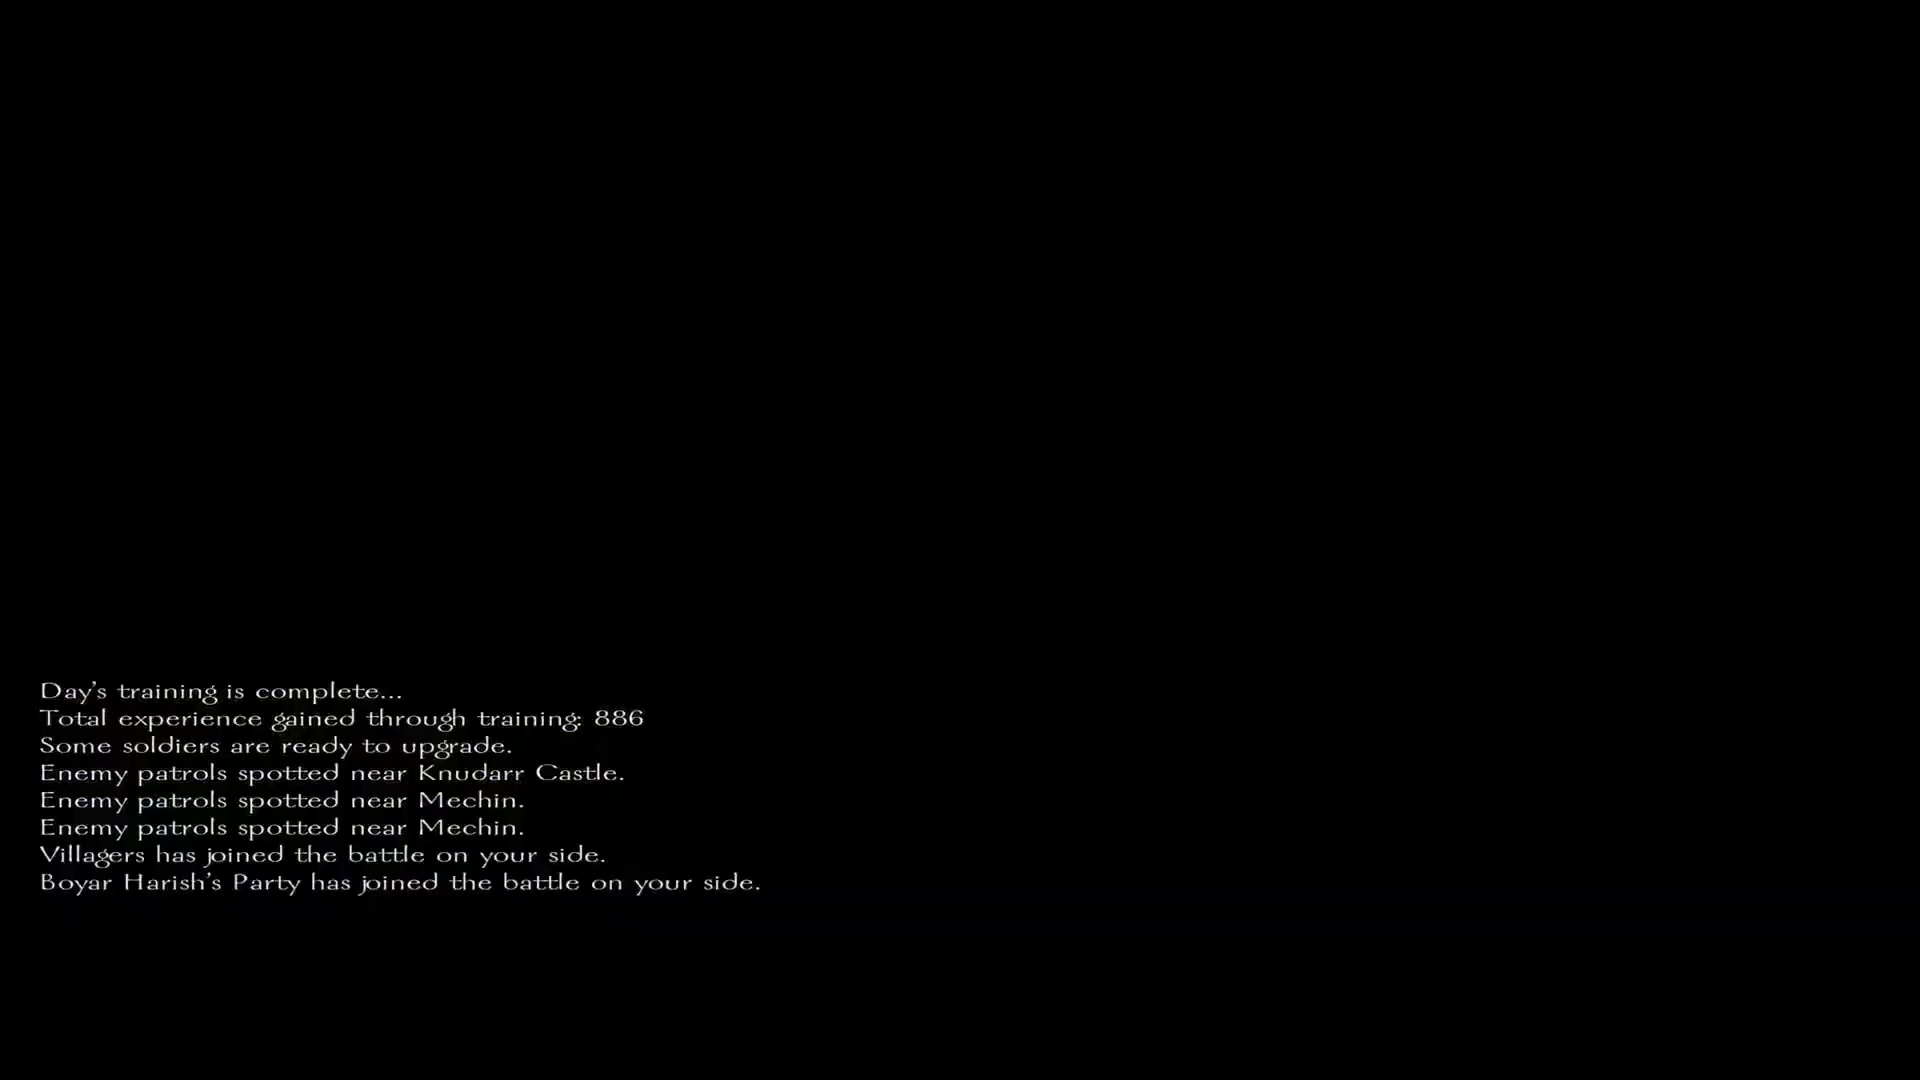 Day's training is complete...
Total experience gained through training: 886
Some soldiers are ready to upgrade.
Enemy patrols spotted near Knudarr Castle.
Enemy patrols spotted near Mechin.
Enemy patrols spotted near Mechin.
Villagers has joined the battle on your side.
Boyar Harish's Party has joined the battle on your side.